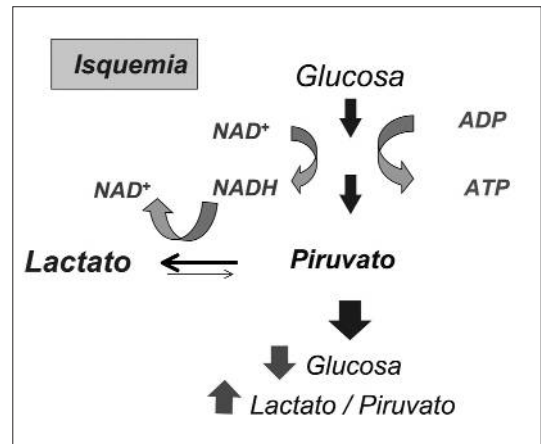 Isquemia
Glucosa
NAD⁺
ADP
NAD⁺
NADH
ATP
Lactato
Piruvato
Glucosa
Lactato / Piruvato